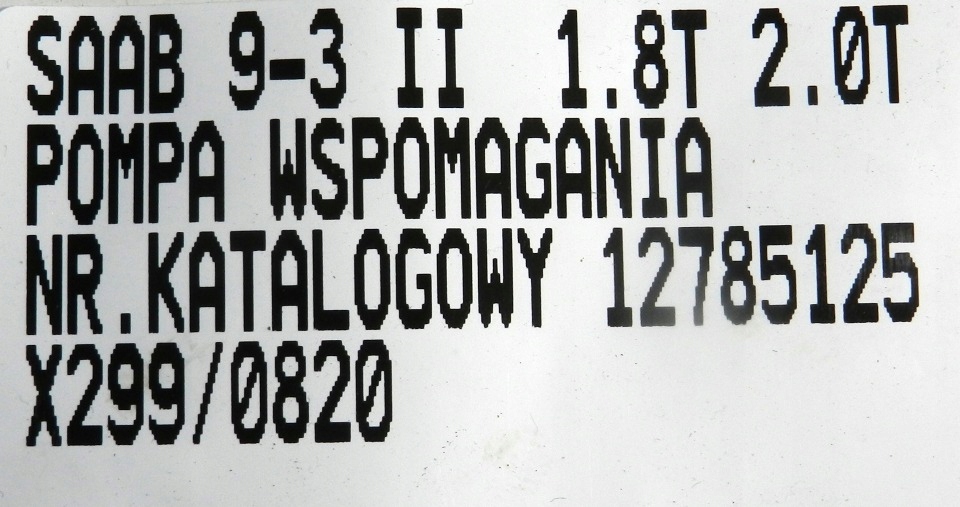 SAAB 9-3 II 1.8T 2.0T
POMPA WSPOMAGANIA
NR.KATALOGOWY 12785125
X299/0820